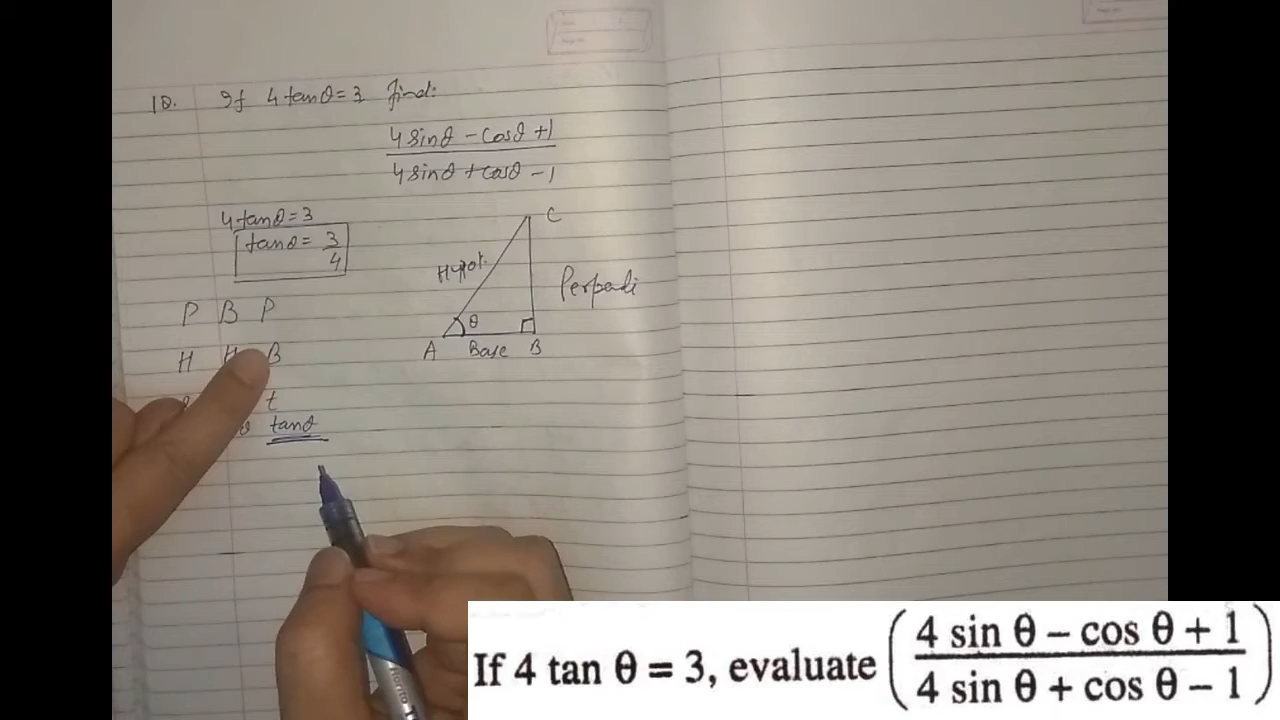 10. If 4 tanθ = 3 find:
4 sinθ - cosθ + 1
4 sinθ + cosθ - 1
4 tanθ = 3
tanθ = 3
4
C
Hypot.
Perpendi
θ
A Base B
P B P
H H B
t
tanθ
If 4 tan θ = 3, evaluate (4 sin θ – cos θ + 1
4 sin θ + cos θ – 1)